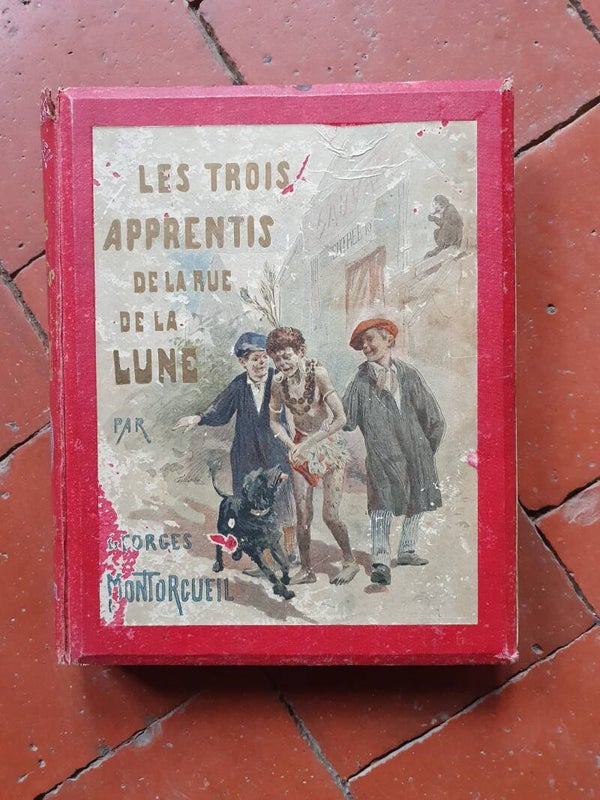 LES TROIS
APPRENTIS
DE LA RUE
DE LA
LUNE
PAR
GEORGES
MONTORGUEIL